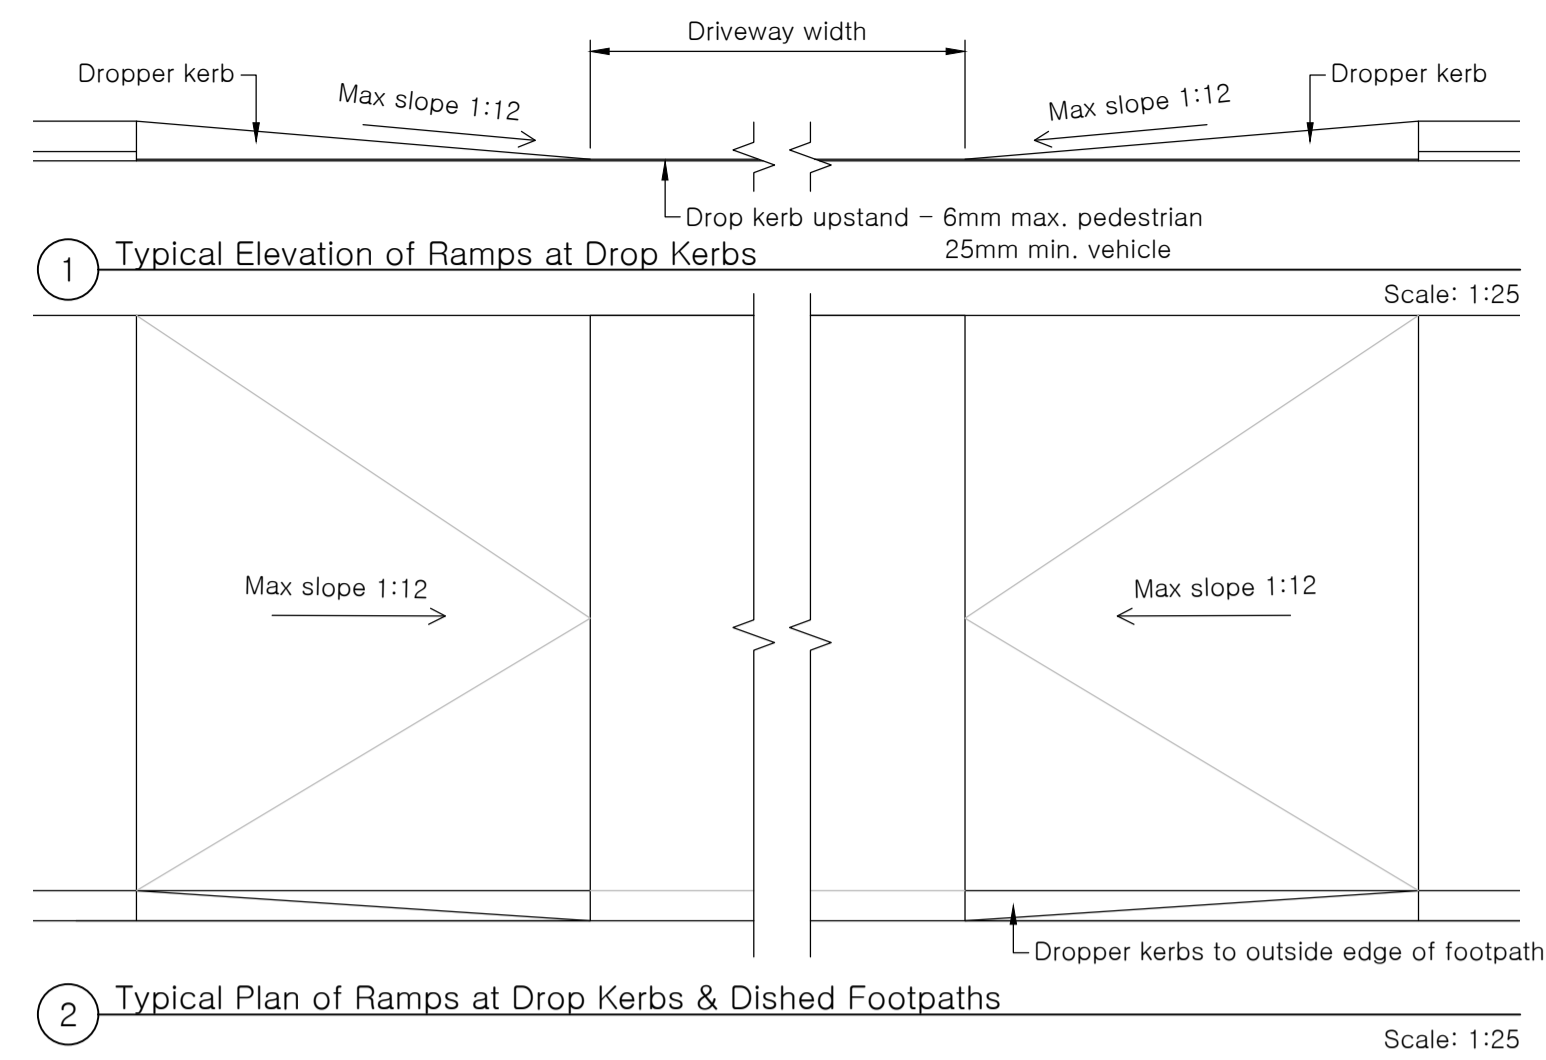 Driveway width
Dropper kerb
Max slope 1:12
Max slope 1:12
Dropper kerb
Drop kerb upstand - 6mm max. pedestrian
25mm min. vehicle
1 Typical Elevation of Ramps at Drop Kerbs
Scale: 1:25
Max slope 1:12
Max slope 1:12
Dropper kerbs to outside edge of footpath
2 Typical Plan of Ramps at Drop Kerbs & Dished Footpaths
Scale: 1:25